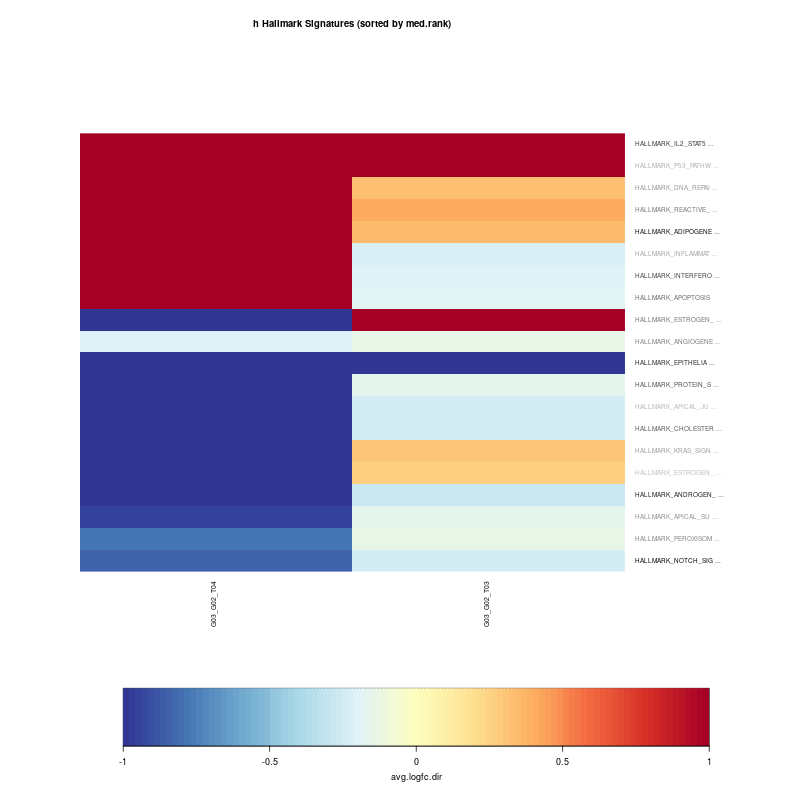 h Hallmark Signatures (sorted by med.rank)
HALLMARK_IL2_STAT5 ...
HALLMARK_P53_PATHW ...
HALLMARK_DNA_REPAI ...
HALLMARK_REACTIVE_ ...
HALLMARK_ADIPOGENE ...
HALLMARK_INFLAMMAT ...
HALLMARK_INTERFERO ...
HALLMARK_APOPTOSIS
HALLMARK_ESTROGEN_ ...
HALLMARK_ANGIOGENE ...
HALLMARK_EPITHELIA ...
HALLMARK_PROTEIN_S ...
HALLMARK_APICAL_JU ...
HALLMARK_CHOLESTER ...
HALLMARK_KRAS_SIGN ...
HALLMARK_ESTROGEN_ ...
HALLMARK_ANDROGEN_ ...
HALLMARK_APICAL_SU ...
HALLMARK_PEROXISOM ...
HALLMARK_NOTCH_SIG ...
G03_G02_T04
G03_G02_T03
-1
-0.5
0
0.5
1
avg.logfc.dir